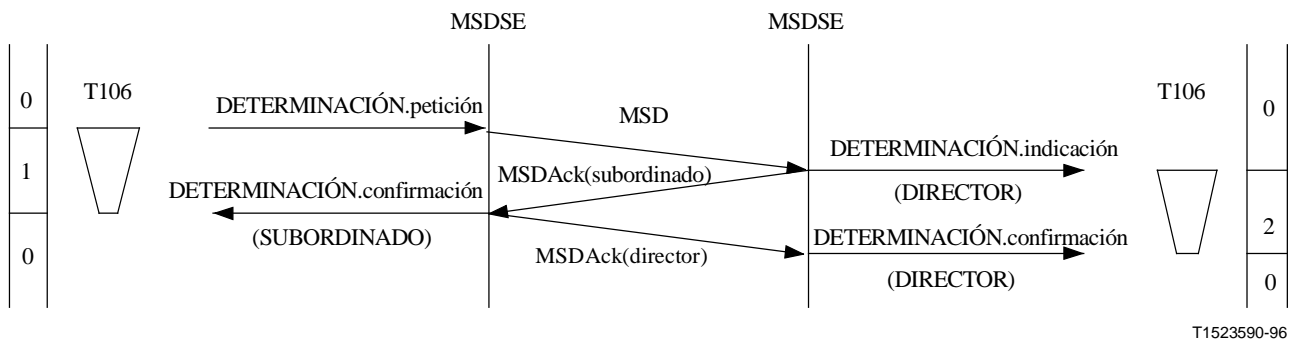 MSDSE MSDSE
0 T106 DETERMINACIÓN.petición MSD T106 0
1 DETERMINACIÓN.indicación
MSDAck(subordinado)
DETERMINACIÓN.confirmación (DIRECTOR)
2
(SUBORDINADO) DETERMINACIÓN.confirmación
0 MSDAck(director)
(DIRECTOR) 0
T1523590-96